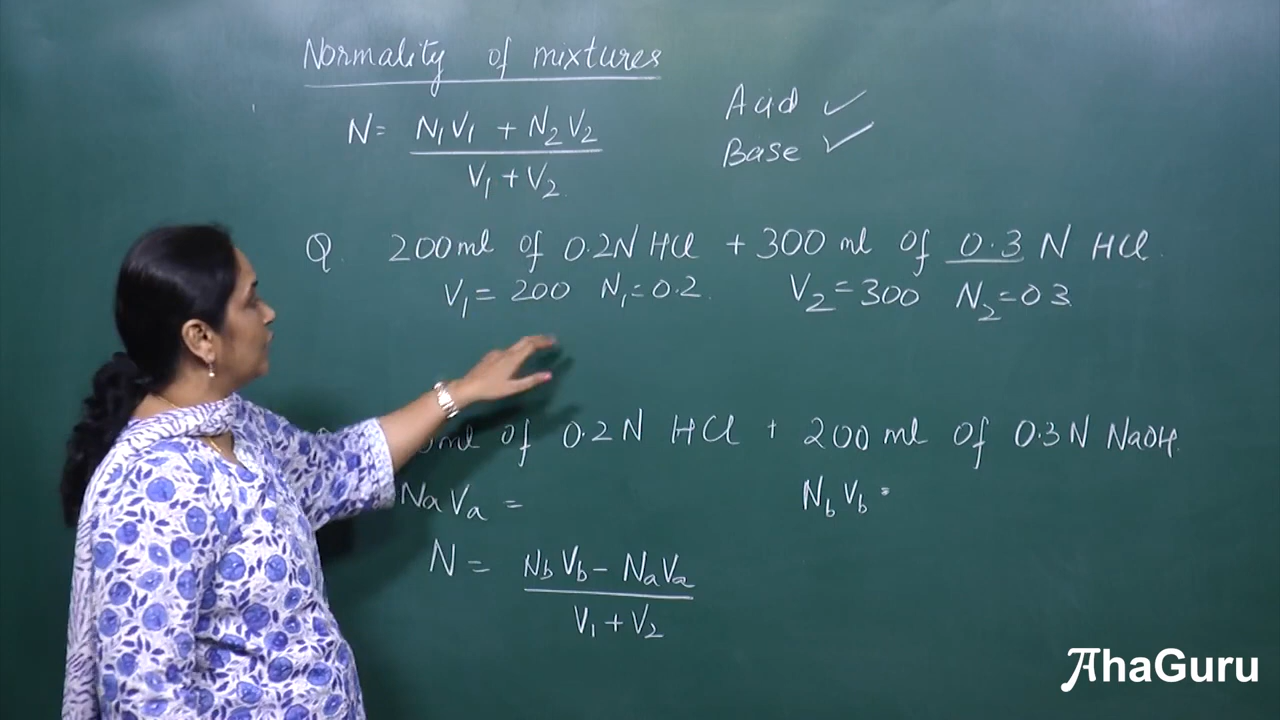 Normality of mixtures
N = N₁V₁ + N₂V₂
V₁ + V₂
Acid ✓
Base ✓
Q. 200 ml of 0.2N HCl + 300 ml of 0.3 N HCl
V₁ = 200 N₁ = 0.2 V₂ = 300 N₂ = 0.3
of 0.2N HCl + 200 ml of 0.3N NaOH
NaVa = NbVb =
N = NbVb - NaVa
V₁ + V₂
AhaGuru